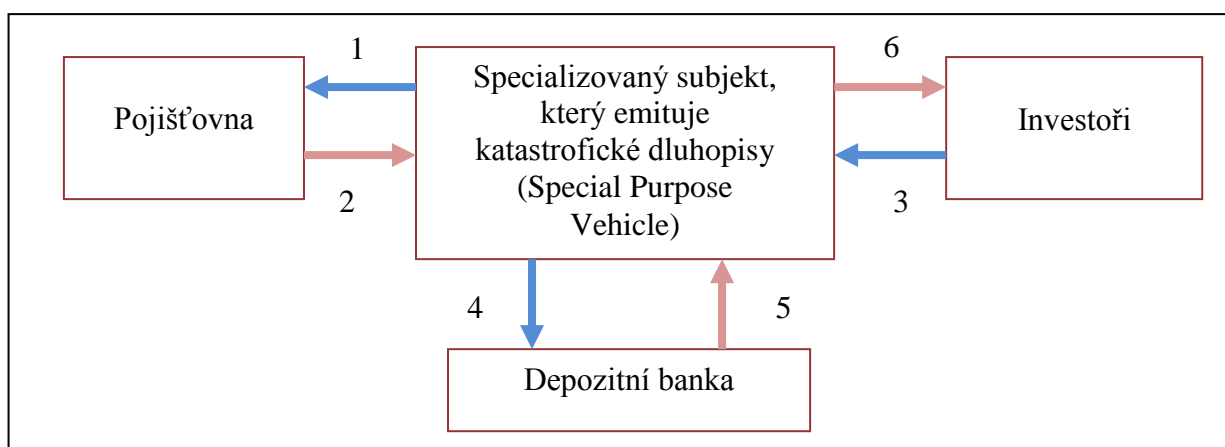 1
6
Pojišťovna
Specializovaný subjekt,
který emituje
katastrofické dluhopisy
(Special Purpose
Vehicle)
Investoři
2
3
4
5
Depozitní banka